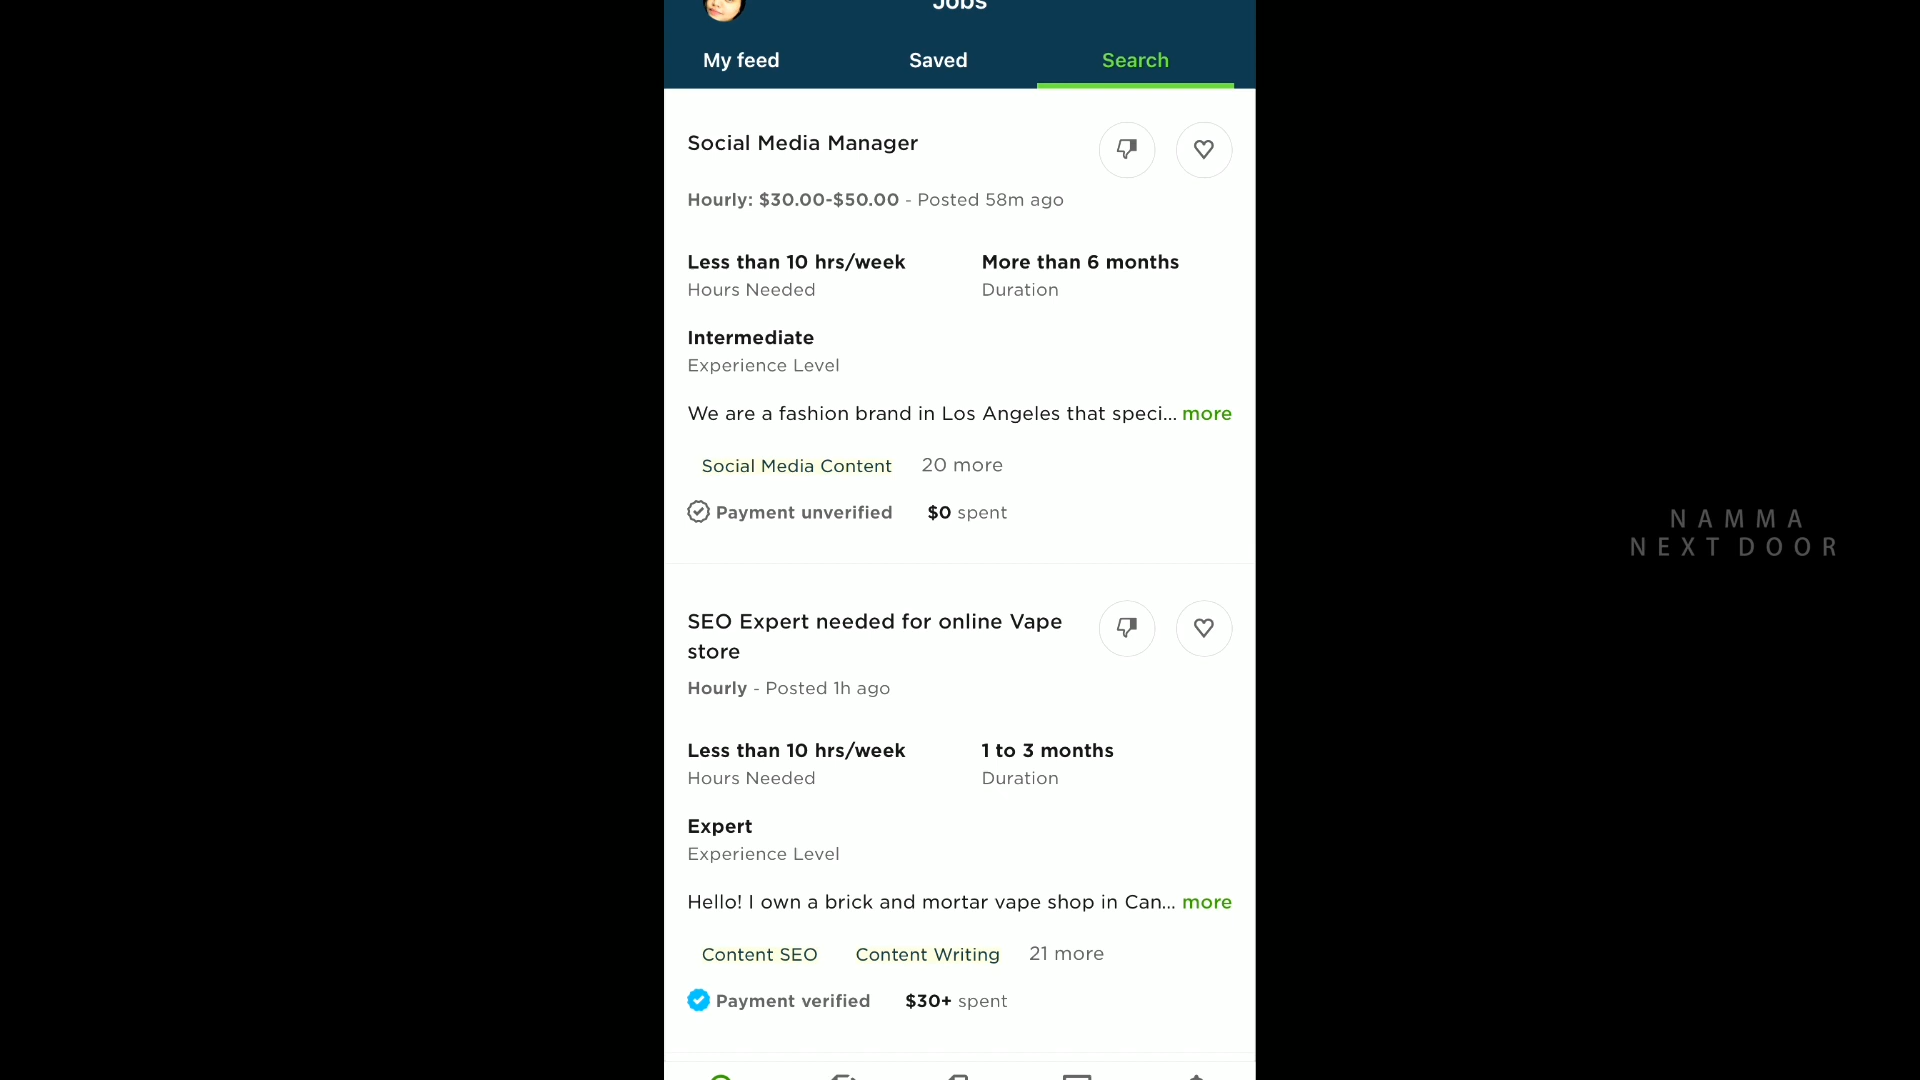 Jobs
My feed Saved Search
Social Media Manager
Hourly: $30.00-$50.00 - Posted 58m ago
Less than 10 hrs/week More than 6 months
Hours Needed Duration
Intermediate
Experience Level
We are a fashion brand in Los Angeles that speci... more
Social Media Content 20 more
Payment unverified $0 spent
NAMMA
NEXT DOOR
SEO Expert needed for online Vape
store
Hourly - Posted 1h ago
Less than 10 hrs/week 1 to 3 months
Hours Needed Duration
Expert
Experience Level
Hello! I own a brick and mortar vape shop in Can... more
Content SEO Content Writing 21 more
Payment verified $30+ spent